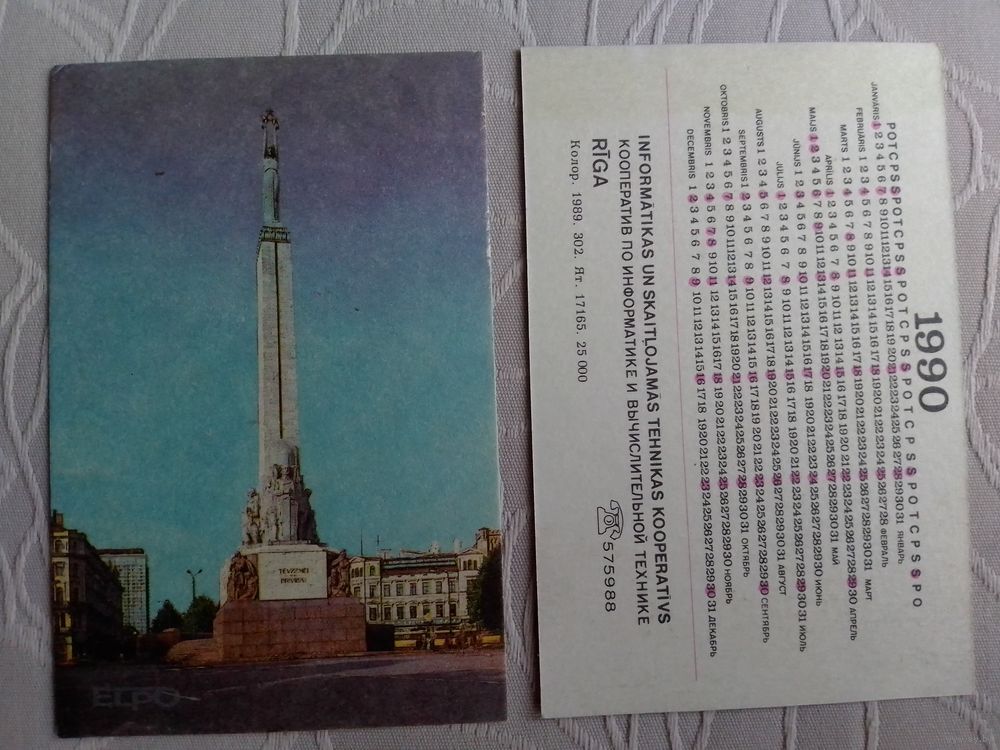 TĒVZEMEI
UN
BRĪVĪBAI
ELPO
1990
P O T C P S S P O T C P S S P O T C P S S P O T C P S S P O T C P S S P O
JANVĀRIS 1 2 3 4 5 6 7 8 9 10 11 12 13 14 15 16 17 18 19 20 21 22 23 24 25 26 27 28 29 30 31 ЯНВАРЬ
FEBRUĀRIS 1 2 3 4 5 6 7 8 9 10 11 12 13 14 15 16 17 18 19 20 21 22 23 24 25 26 27 28 ФЕВРАЛЬ
MARTS 1 2 3 4 5 6 7 8 9 10 11 12 13 14 15 16 17 18 19 20 21 22 23 24 25 26 27 28 29 30 31 МАРТ
APRĪLIS 1 2 3 4 5 6 7 8 9 10 11 12 13 14 15 16 17 18 19 20 21 22 23 24 25 26 27 28 29 30 АПРЕЛЬ
MAIJS 1 2 3 4 5 6 7 8 9 10 11 12 13 14 15 16 17 18 19 20 21 22 23 24 25 26 27 28 29 30 31 МАЙ
JŪNIJS 1 2 3 4 5 6 7 8 9 10 11 12 13 14 15 16 17 18 19 20 21 22 23 24 25 26 27 28 29 30 ИЮНЬ
JŪLIJS 1 2 3 4 5 6 7 8 9 10 11 12 13 14 15 16 17 18 19 20 21 22 23 24 25 26 27 28 29 30 31 ИЮЛЬ
AUGUSTS 1 2 3 4 5 6 7 8 9 10 11 12 13 14 15 16 17 18 19 20 21 22 23 24 25 26 27 28 29 30 31 АВГУСТ
SEPTEMBRIS 1 2 3 4 5 6 7 8 9 10 11 12 13 14 15 16 17 18 19 20 21 22 23 24 25 26 27 28 29 30 СЕНТЯБРЬ
OKTOBRIS 1 2 3 4 5 6 7 8 9 10 11 12 13 14 15 16 17 18 19 20 21 22 23 24 25 26 27 28 29 30 31 ОКТЯБРЬ
NOVEMBRIS 1 2 3 4 5 6 7 8 9 10 11 12 13 14 15 16 17 18 19 20 21 22 23 24 25 26 27 28 29 30 НОЯБРЬ
DECEMBRIS 1 2 3 4 5 6 7 8 9 10 11 12 13 14 15 16 17 18 19 20 21 22 23 24 25 26 27 28 29 30 31 ДЕКАБРЬ
INFORMĀTIKAS UN SKAITĻOJAMĀS TEHNIKAS KOOPERATĪVS
КООПЕРАТИВ ПО ИНФОРМАТИКЕ И ВЫЧИСЛИТЕЛЬНОЙ ТЕХНИКЕ
RĪGA ☏ 575988
Колор. 1989. 302. Ят. 17165. 25 000